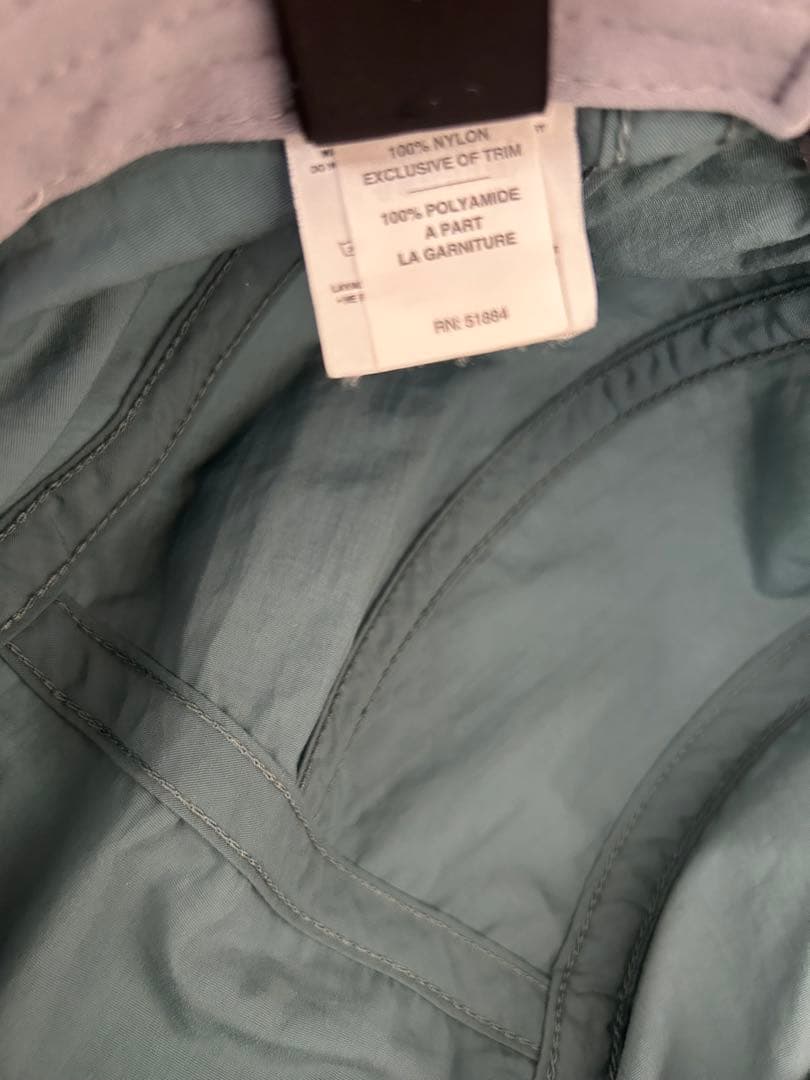 100% NYLON
EXCLUSIVE OF TRIM
100% POLYAMIDE
A PART
LA GARNITURE
RN: 51884